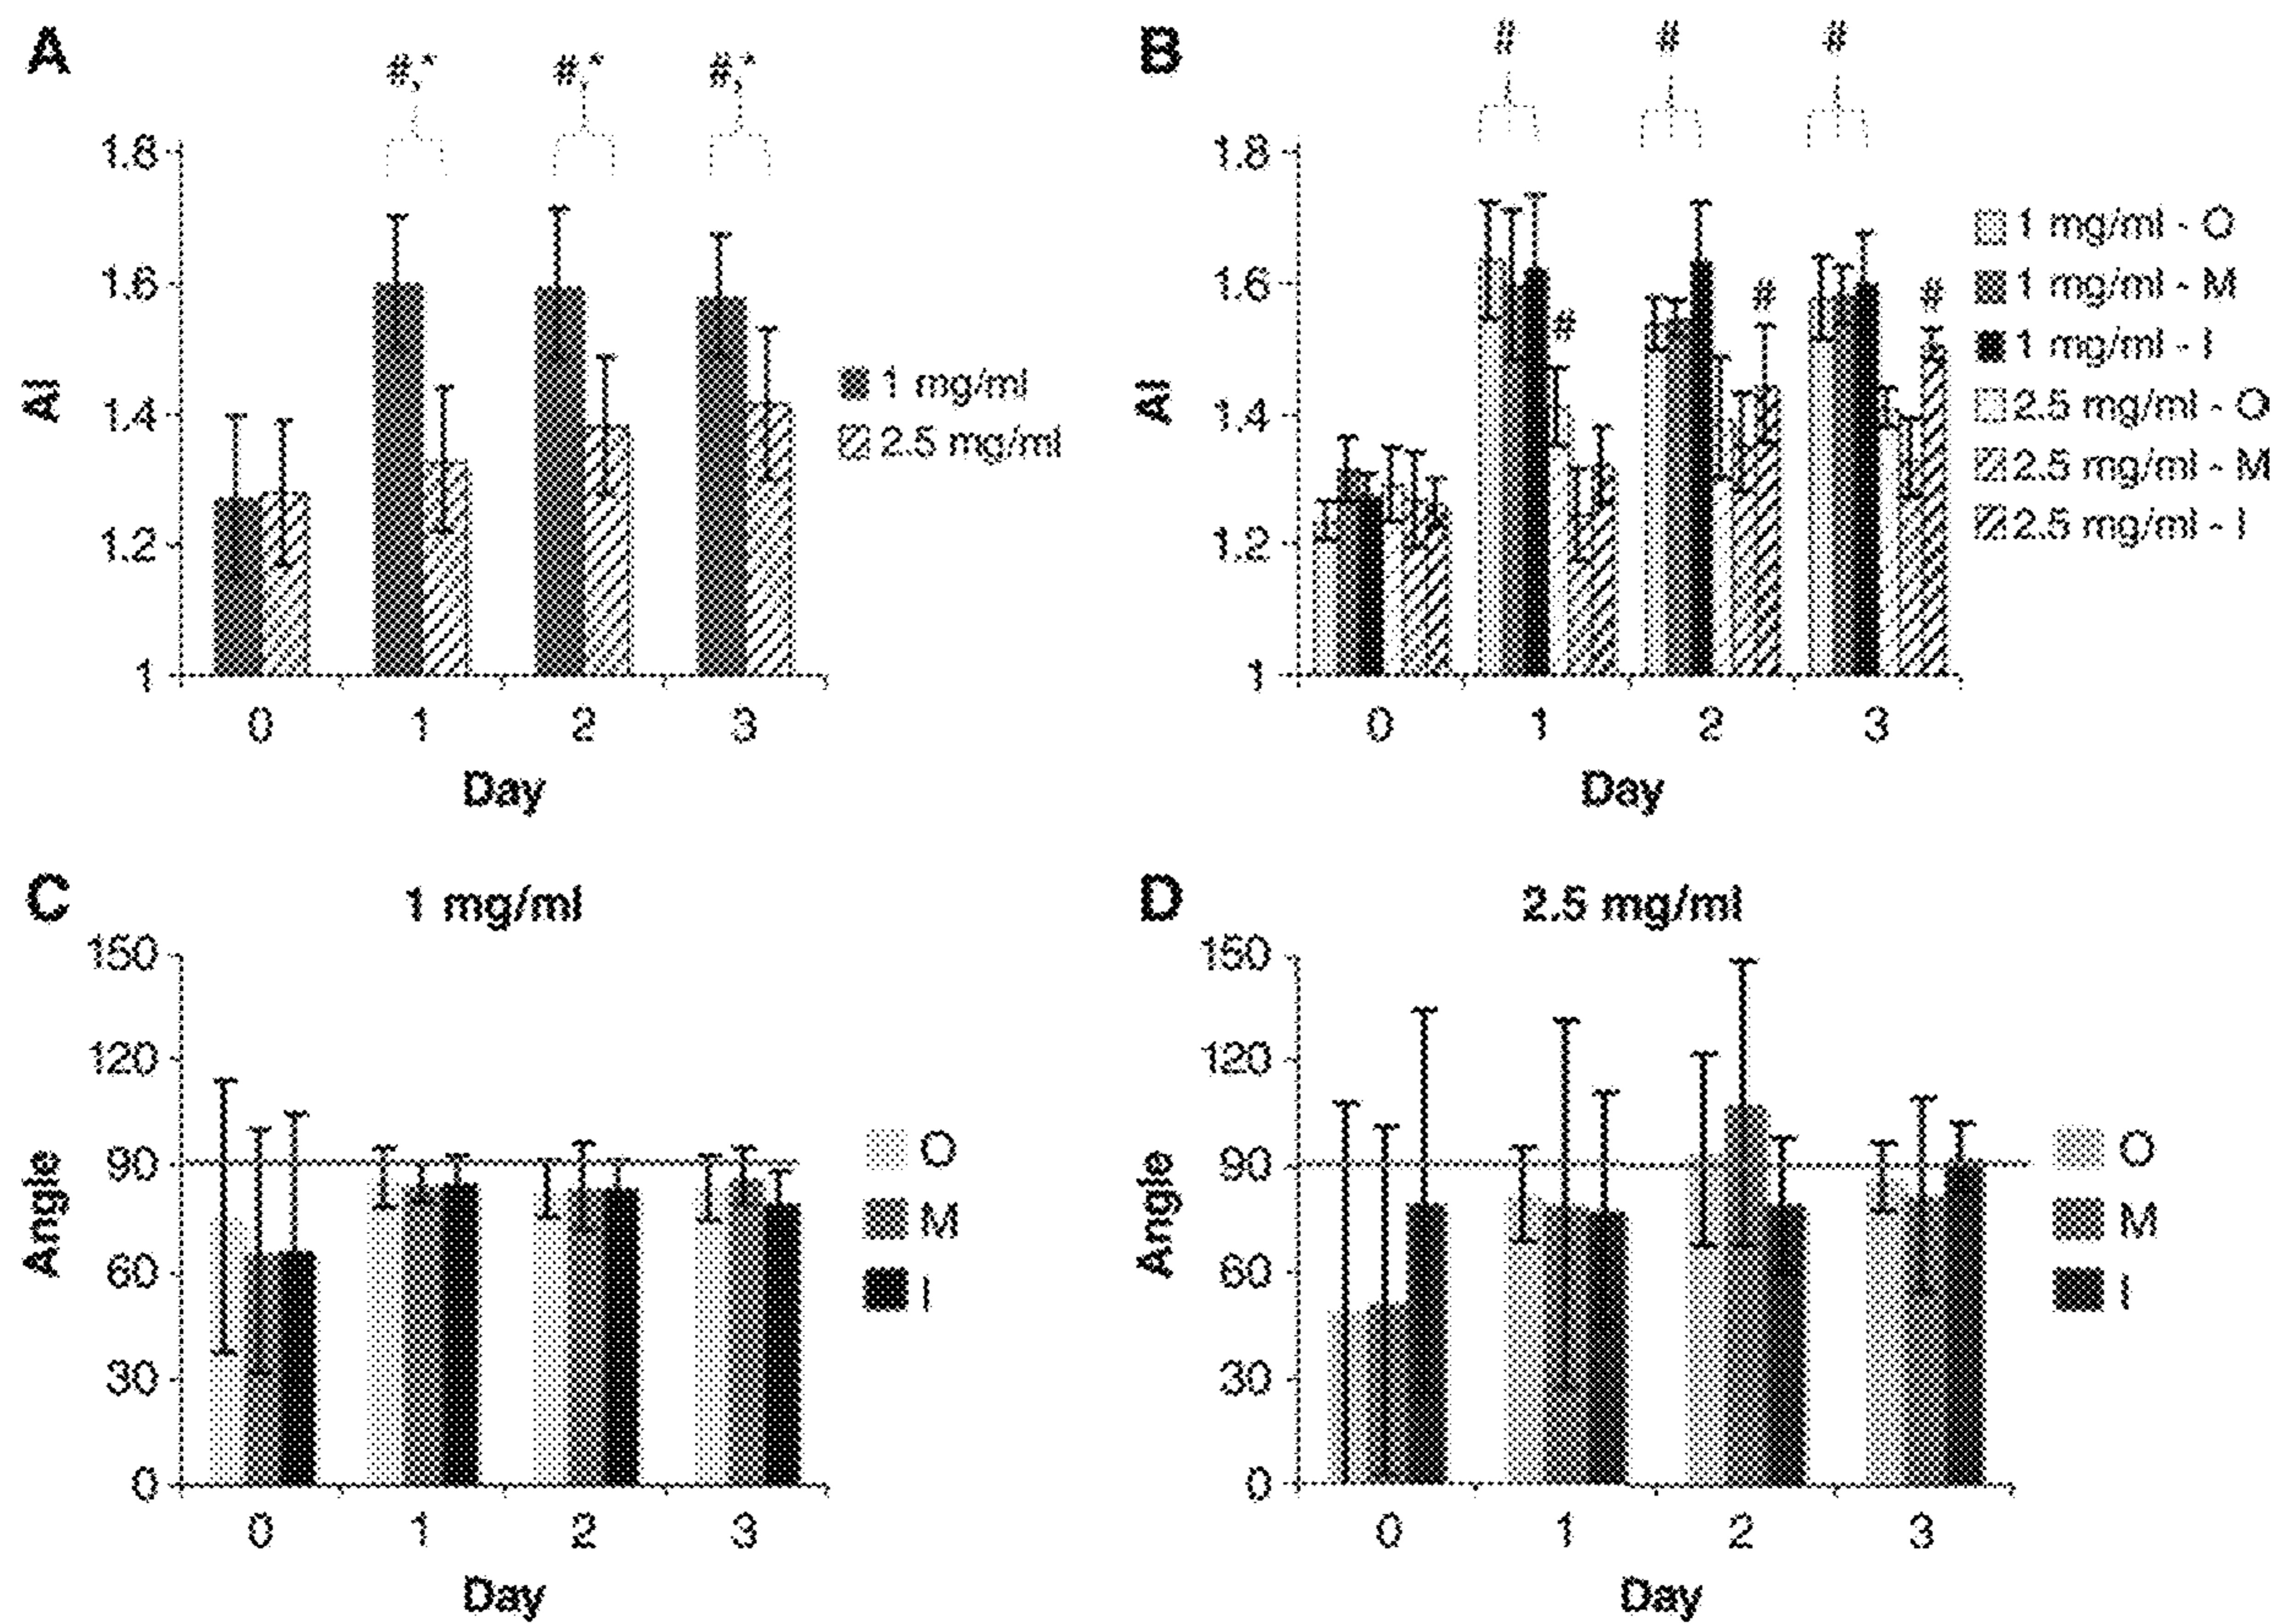 A
#,* #,* #,*
1.8
1.6
1.4
1.2
1
AI
0 1 2 3
Day
1 mg/ml
2.5 mg/ml
B
# # #
1.8
1.6
1.4
1.2
1
AI
# # #
0 1 2 3
Day
1 mg/ml - O
1 mg/ml - M
1 mg/ml - I
2.5 mg/ml - O
2.5 mg/ml - M
2.5 mg/ml - I
C
1 mg/ml
150
120
90
60
30
0
Angle
0 1 2 3
Day
O
M
I
D
2.5 mg/ml
150
120
90
60
30
0
Angle
0 1 2 3
Day
O
M
I